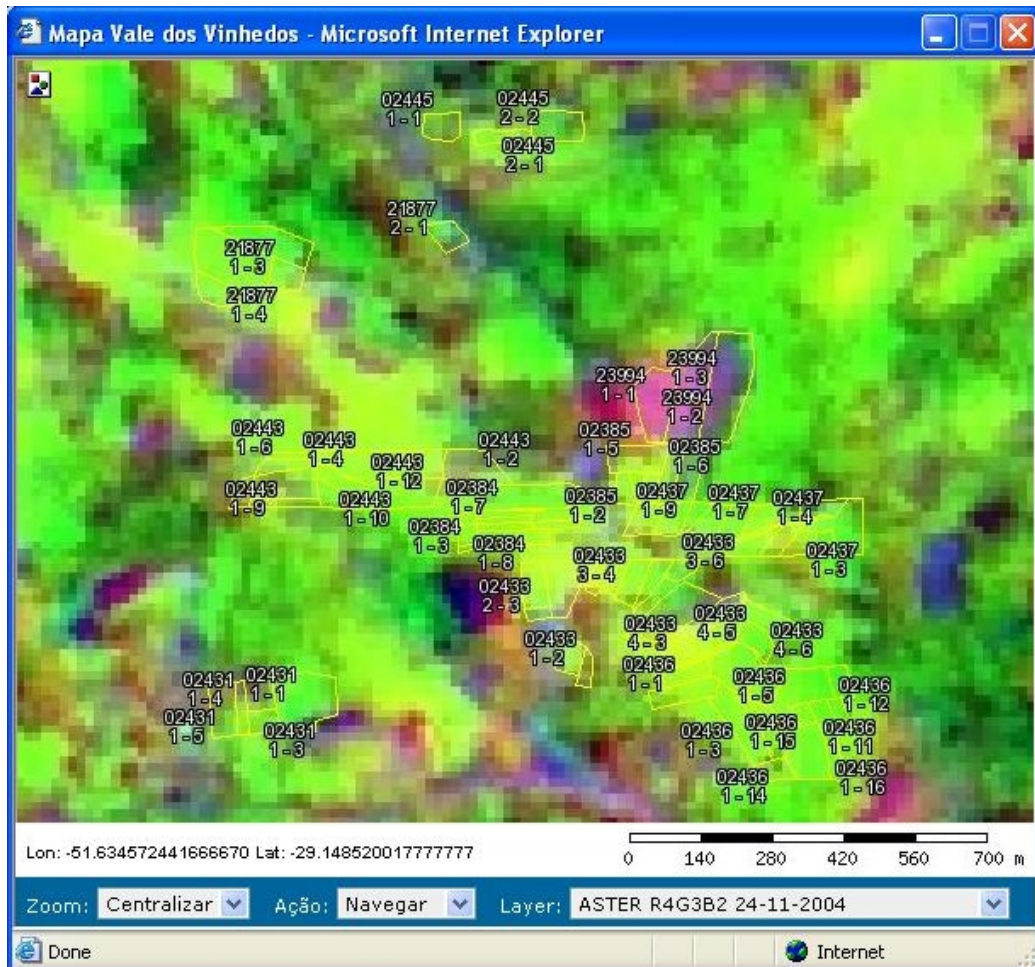 Mapa Vale dos Vinhedos - Microsoft Internet Explorer
02445
1 - 1
02445
2 - 2
02445
2 - 1
21877
2 - 1
21877
1 - 3
21877
1 - 4
23994
1 - 3
23994
1 - 1
23994
1 - 2
02385
1 - 5
02385
1 - 6
02443
1 - 6
02443
1 - 4
02443
1 - 2
02443
1 - 12
02443
1 - 9
02443
1 - 10
02384
1 - 7
02385
1 - 2
02437
1 - 9
02437
1 - 7
02437
1 - 4
02384
1 - 3
02384
1 - 8
02433
3 - 4
02433
3 - 6
02437
1 - 3
02433
2 - 3
02433
1 - 2
02433
4 - 3
02433
4 - 5
02433
4 - 6
02436
1 - 1
02436
1 - 5
02436
1 - 12
02431
1 - 4
02431
1 - 1
02431
1 - 5
02431
1 - 3
02436
1 - 3
02436
1 - 15
02436
1 - 11
02436
1 - 14
02436
1 - 16
Lon: -51.634572441666670 Lat: -29.148520017777777
0 140 280 420 560 700 m
Zoom: Centralizar Ação: Navegar Layer: ASTER R4G3B2 24-11-2004
Done Internet